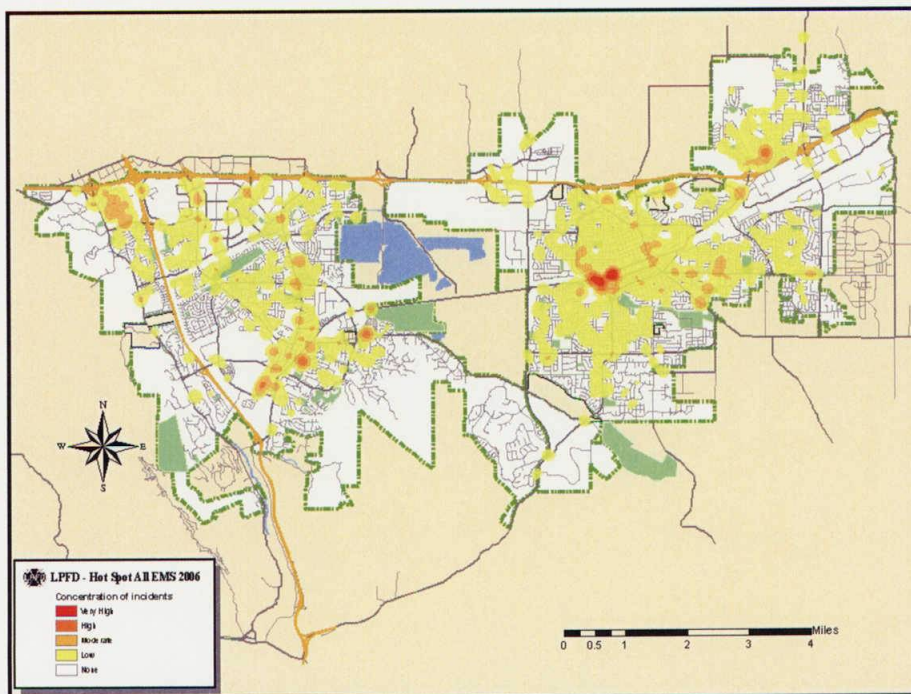 N
W E
S
LPFD - Hot Spot All EMS 2006
Concentration of incidents
Very High
High
Moderate
Low
None
Miles
0 0.5 1 2 3 4